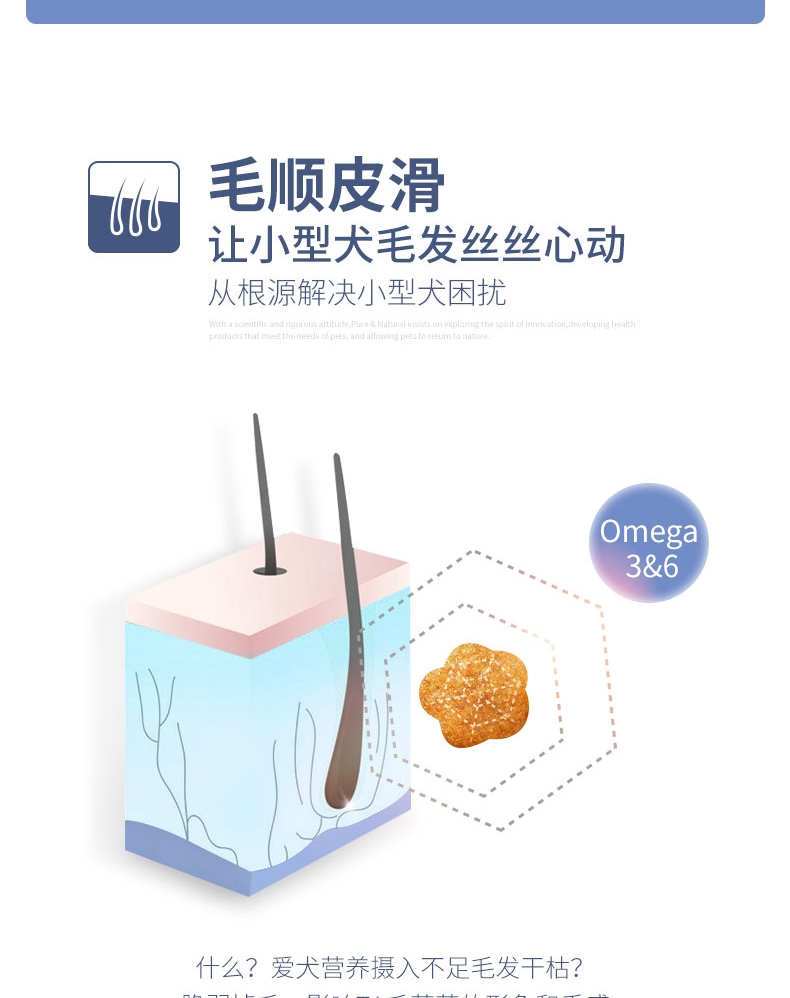 毛顺皮滑
让小型犬毛发丝丝心动
从根源解决小型犬困扰
With a scientific and rigorous attitude,Pure & Natural insists on exploring the spirit of innovation,developing health
products that meet the needs of pets, and allowing pets to return to nature.
Omega
3&6
什么？爱犬营养摄入不足毛发干枯？